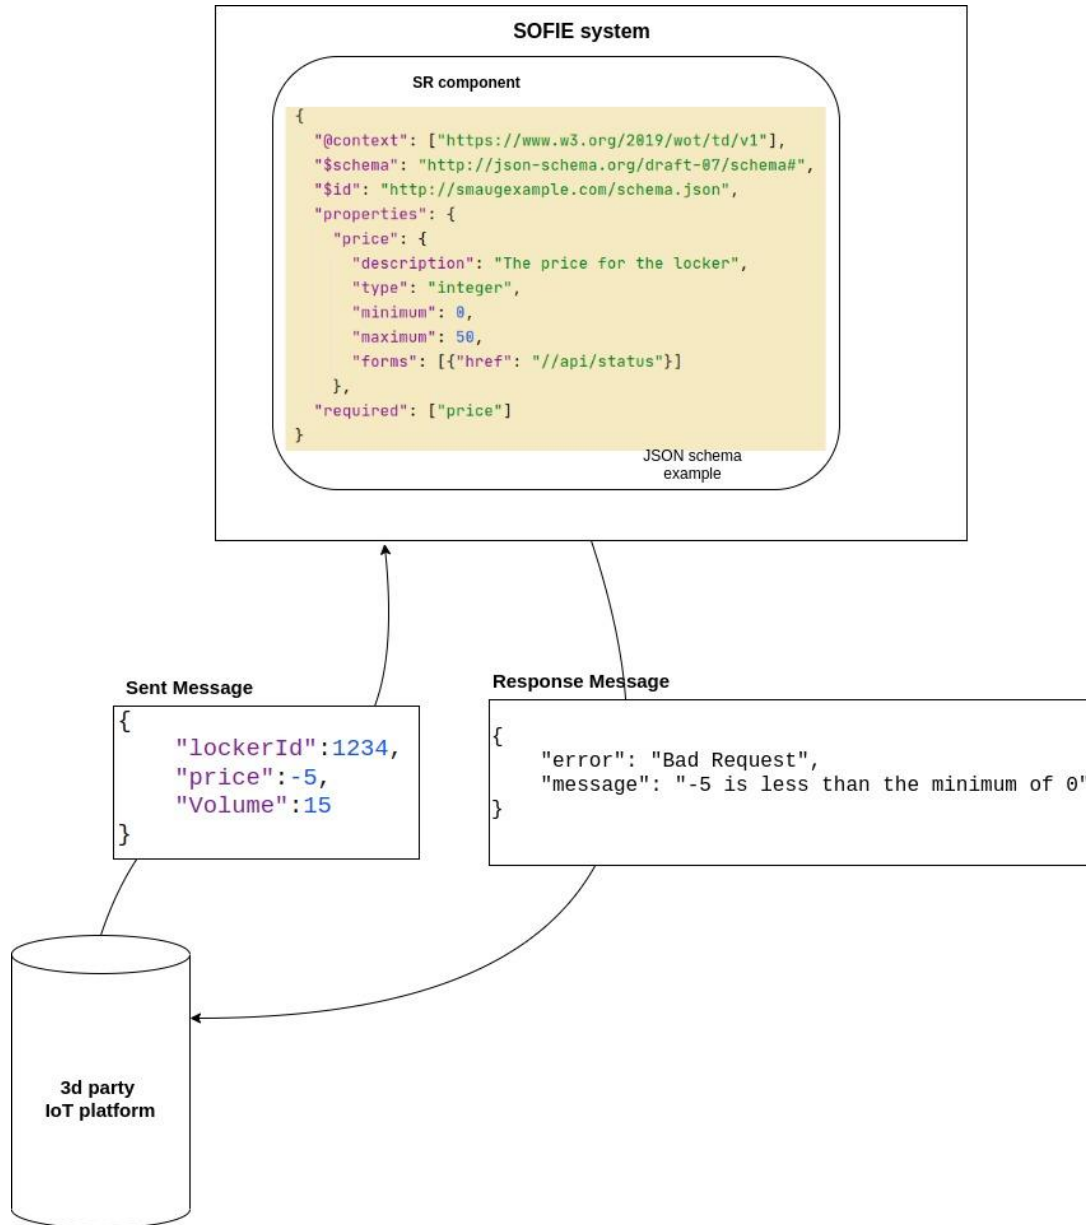 SOFIE system
SR component
{
  "@context": ["https://www.w3.org/2019/wot/td/v1"],
  "$schema": "http://json-schema.org/draft-07/schema#",
  "$id": "http://smaugexample.com/schema.json",
  "properties": {
    "price": {
      "description": "The price for the locker",
      "type": "integer",
      "minimum": 0,
      "maximum": 50,
      "forms": [{"href": "//api/status"}]
    },
  "required": ["price"]
}
JSON schema
example
Sent Message
{
    "lockerId":1234,
    "price":-5,
    "Volume":15
}
Response Message
{
    "error": "Bad Request",
    "message": "-5 is less than the minimum of 0"
}
3d party
IoT platform